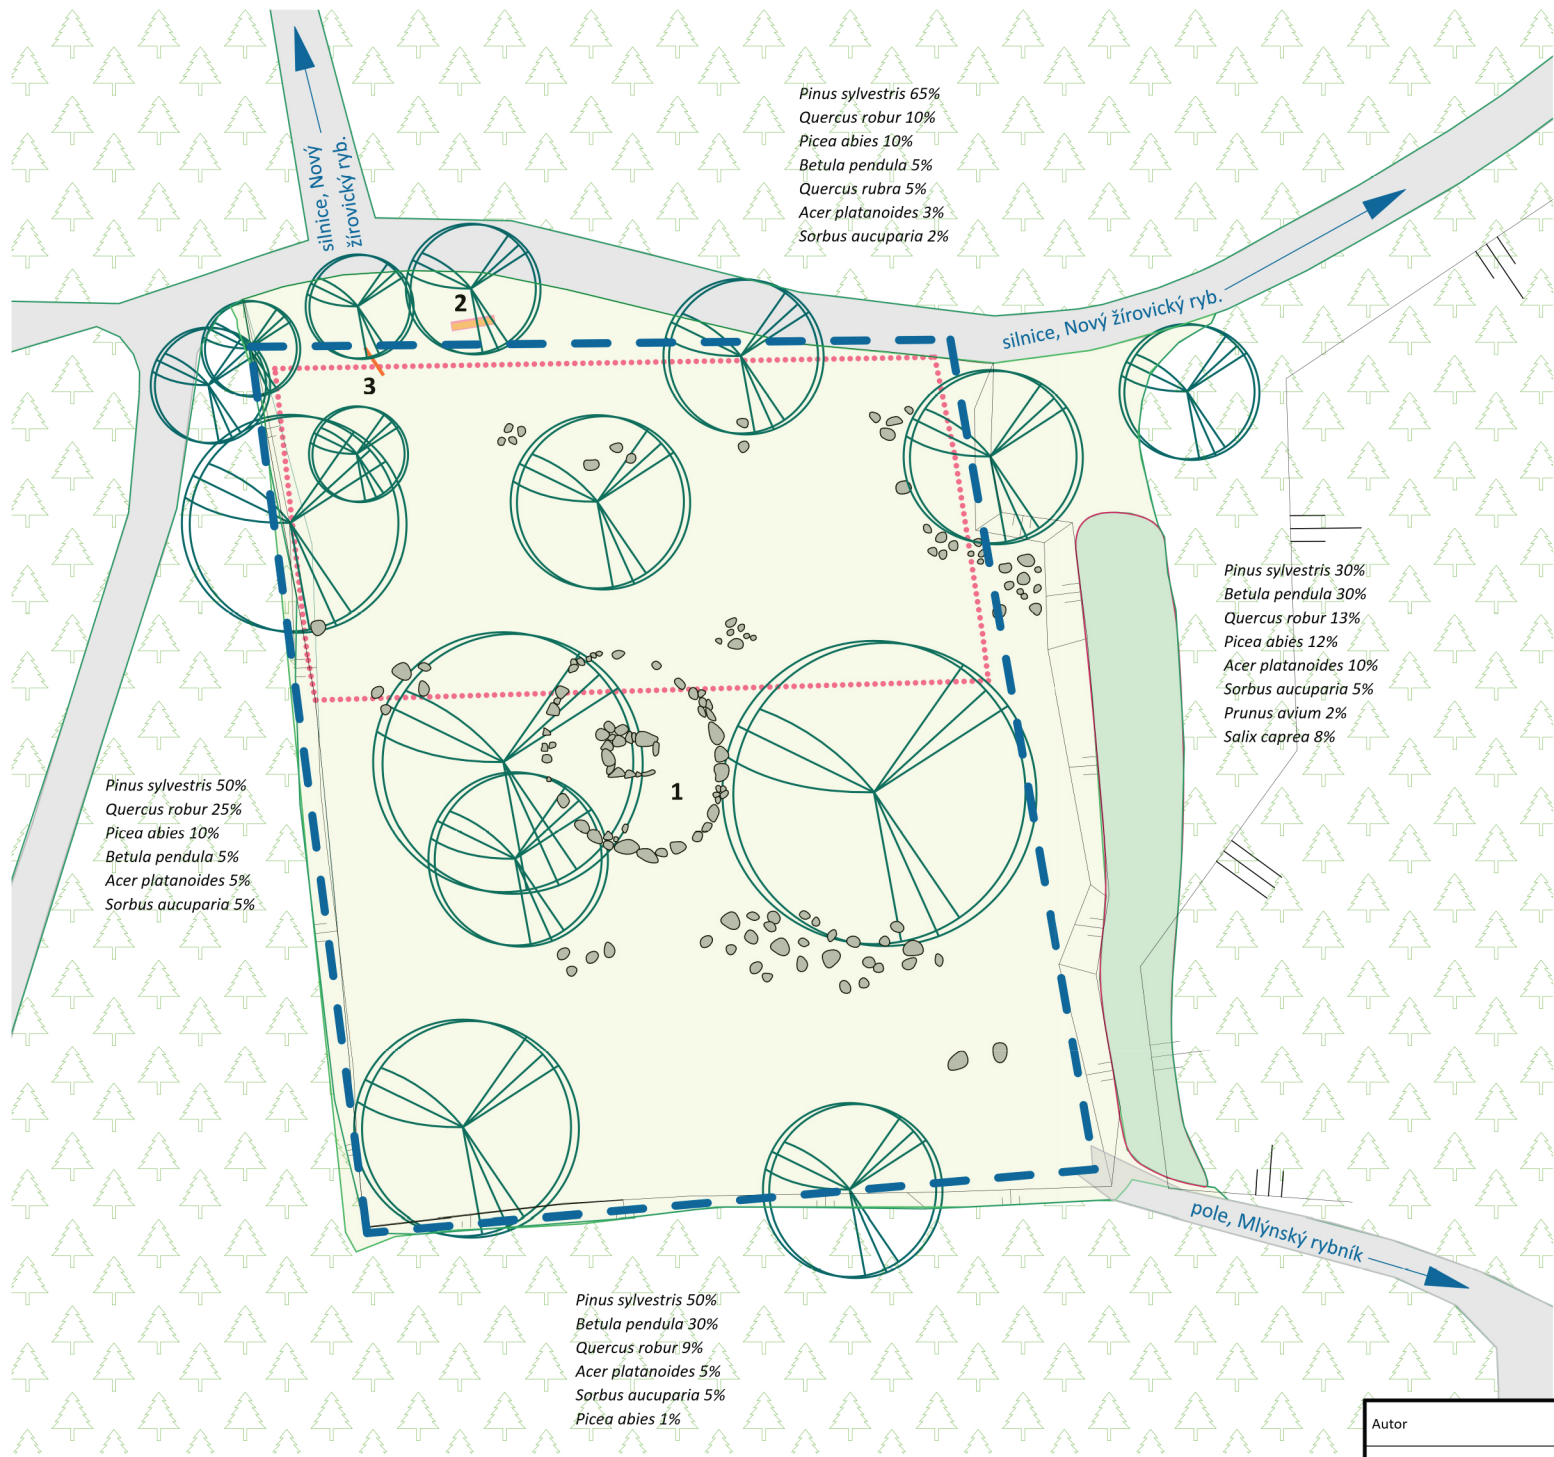 Pinus sylvestris 65%
Quercus robur 10%
Picea abies 10%
Betula pendula 5%
Quercus rubra 5%
Acer platanoides 3%
Sorbus aucuparia 2%
silnice, Nový
žírovický ryb.
2
silnice, Nový žírovický ryb.
3
Pinus sylvestris 30%
Betula pendula 30%
Quercus robur 13%
Picea abies 12%
Acer platanoides 10%
Sorbus aucuparia 5%
Prunus avium 2%
Salix caprea 8%
1
Pinus sylvestris 50%
Quercus robur 25%
Picea abies 10%
Betula pendula 5%
Acer platanoides 5%
Sorbus aucuparia 5%
pole, Mlýnský rybník
Pinus sylvestris 50%
Betula pendula 30%
Quercus robur 9%
Acer platanoides 5%
Sorbus aucuparia 5%
Picea abies 1%
Autor